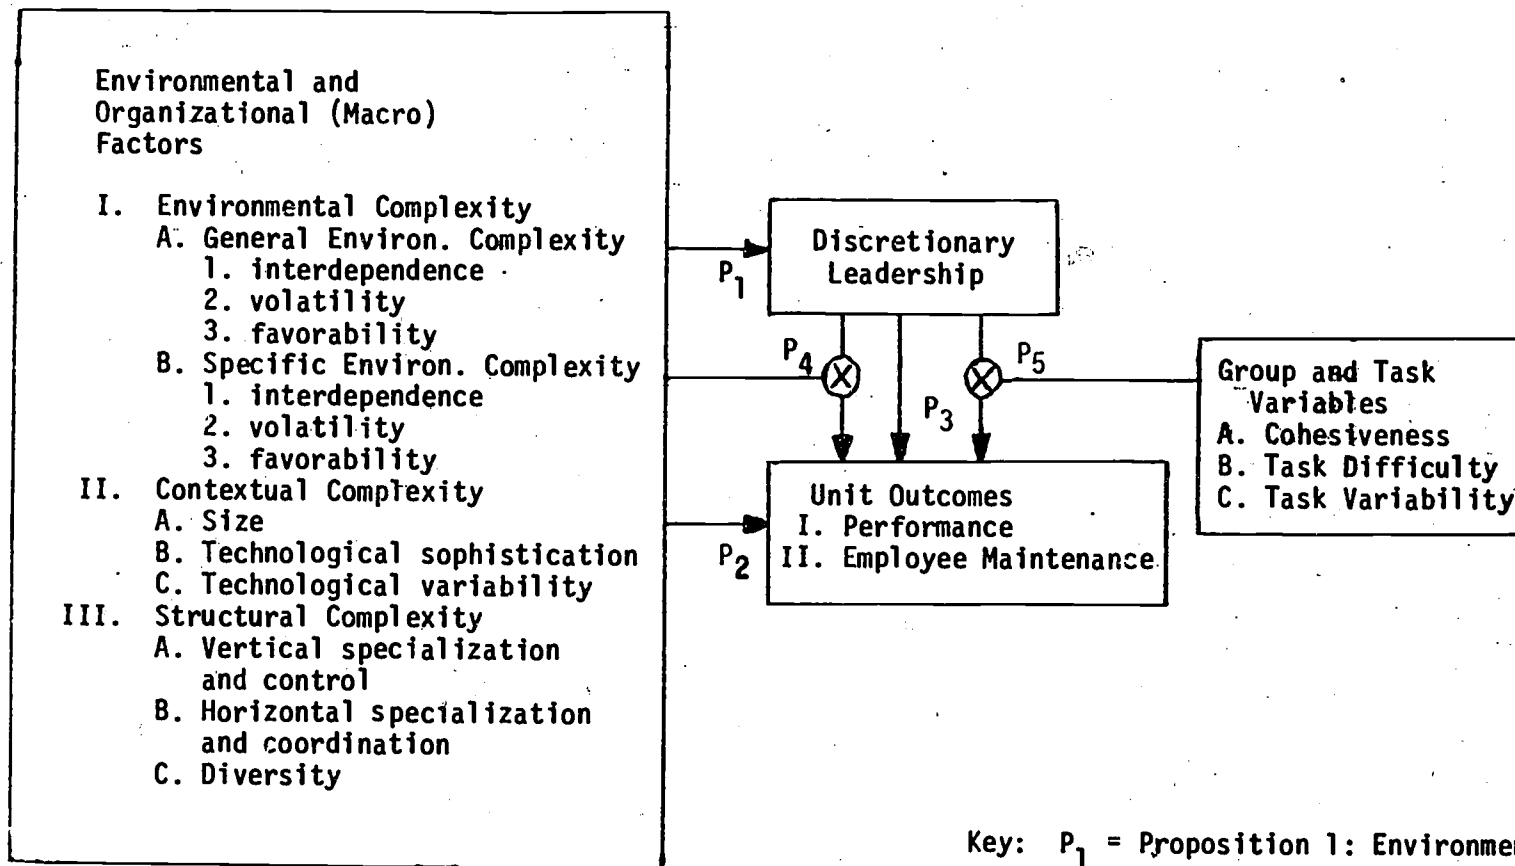 Environmental and
Organizational (Macro)
Factors
I. Environmental Complexity
A. General Environ. Complexity
1. interdependence
2. volatility
3. favorability
B. Specific Environ. Complexity
1. interdependence
2. volatility
3. favorability
II. Contextual Complexity
A. Size
B. Technological sophistication
C. Technological variability
III. Structural Complexity
A. Vertical specialization
and control
B. Horizontal specialization
and coordination
C. Diversity
P1
Discretionary
Leadership
P4
P5
P3
Group and Task
Variables
A. Cohesiveness
B. Task Difficulty
C. Task Variability
P2
Unit Outcomes
I. Performance
II. Employee Maintenance
Key: P1 = Proposition 1: